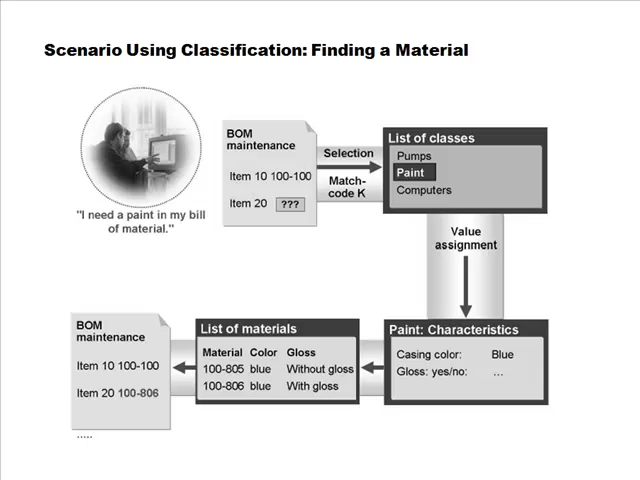 Scenario Using Classification: Finding a Material
BOM
maintenance
Item 10 100-100
Item 20 ???
Selection
Match-
code K
List of classes
Pumps
Paint
Computers
"I need a paint in my bill
of material."
Value
assignment
BOM
maintenance
Item 10 100-100
Item 20 100-806
.....
List of materials
Material Color Gloss
100-805 blue Without gloss
100-806 blue With gloss
Paint: Characteristics
Casing color: Blue
Gloss: yes/no: ...